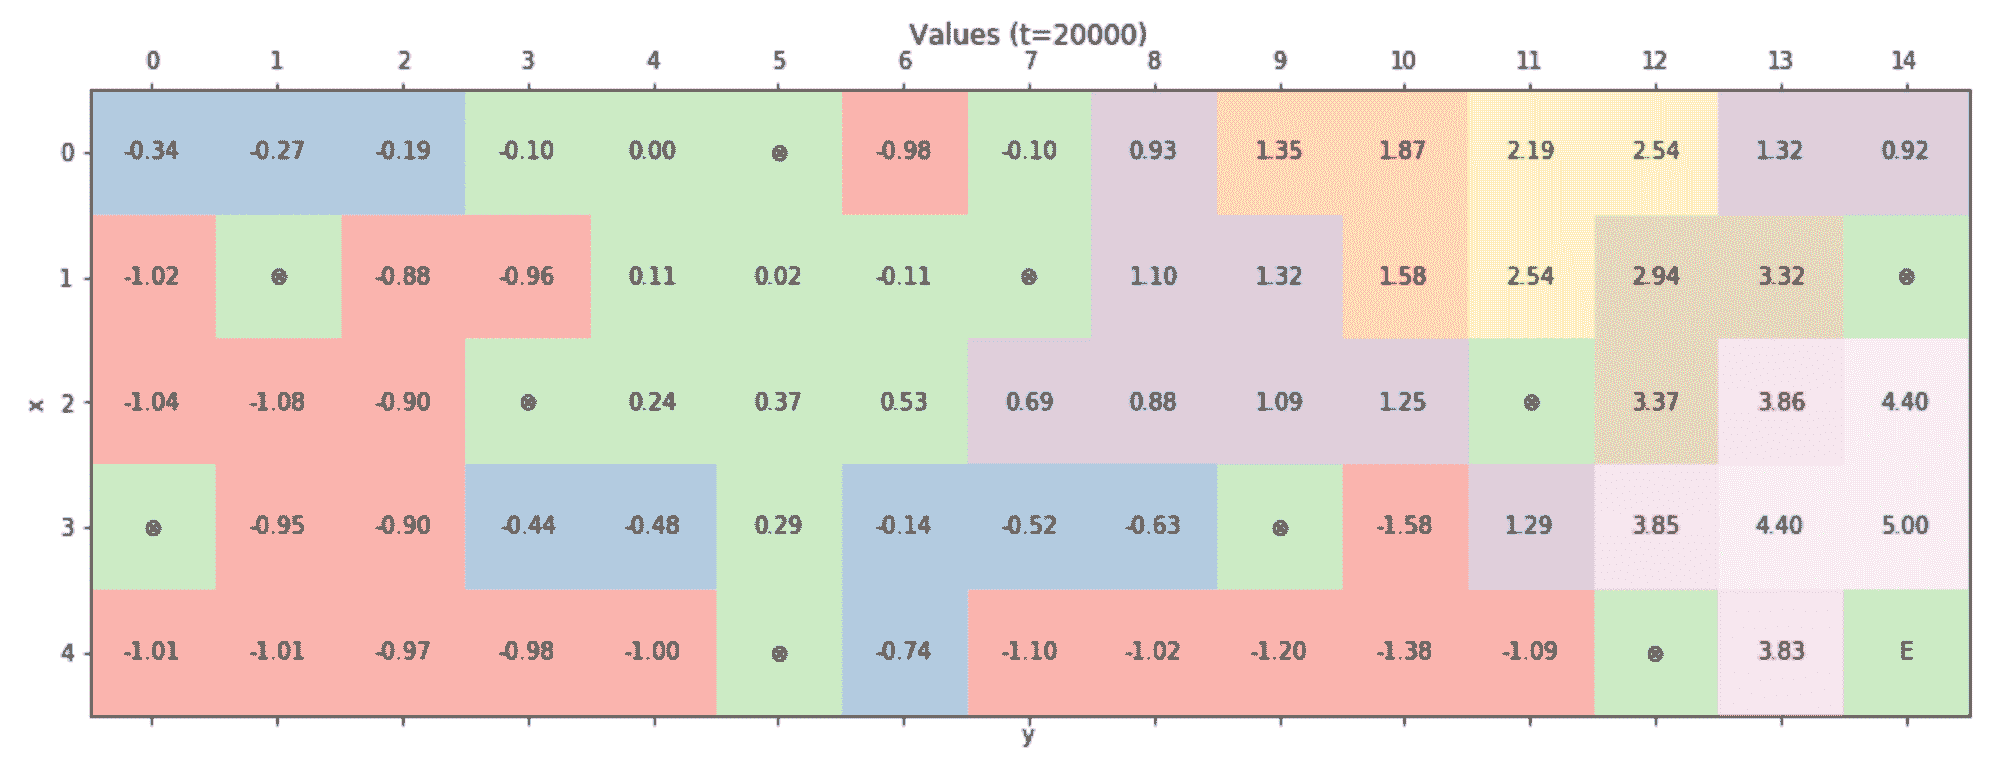 Values (t=20000)
0 1 2 3 4 5 6 7 8 9 10 11 12 13 14
0 -0.34 -0.27 -0.19 -0.10 0.00 ⊗ -0.98 -0.10 0.93 1.35 1.87 2.19 2.54 1.32 0.92
1 -1.02 ⊗ -0.88 -0.96 0.11 0.02 -0.11 ⊗ 1.10 1.32 1.58 2.54 2.94 3.32 ⊗
x 2 -1.04 -1.08 -0.90 ⊗ 0.24 0.37 0.53 0.69 0.88 1.09 1.25 ⊗ 3.37 3.86 4.40
3 ⊗ -0.95 -0.90 -0.44 -0.48 0.29 -0.14 -0.52 -0.63 ⊗ -1.58 1.29 3.85 4.40 5.00
4 -1.01 -1.01 -0.97 -0.98 -1.00 ⊗ -0.74 -1.10 -1.02 -1.20 -1.38 -1.09 ⊗ 3.83 E
y